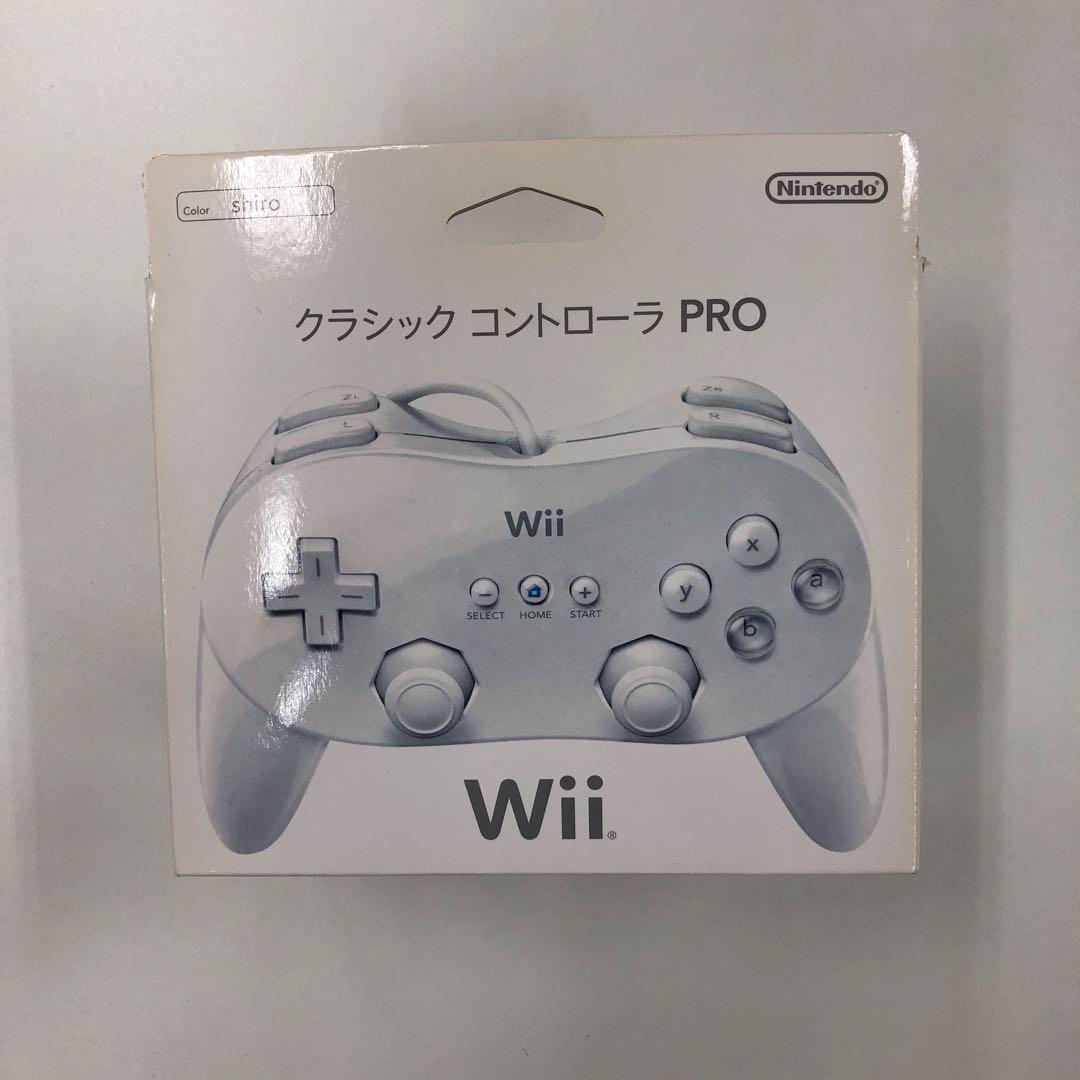 Color shiro
Nintendo®
クラシック コントローラ PRO
ZL
ZR
L
R
Wii
x
a
y
b
SELECT HOME START
Wii®